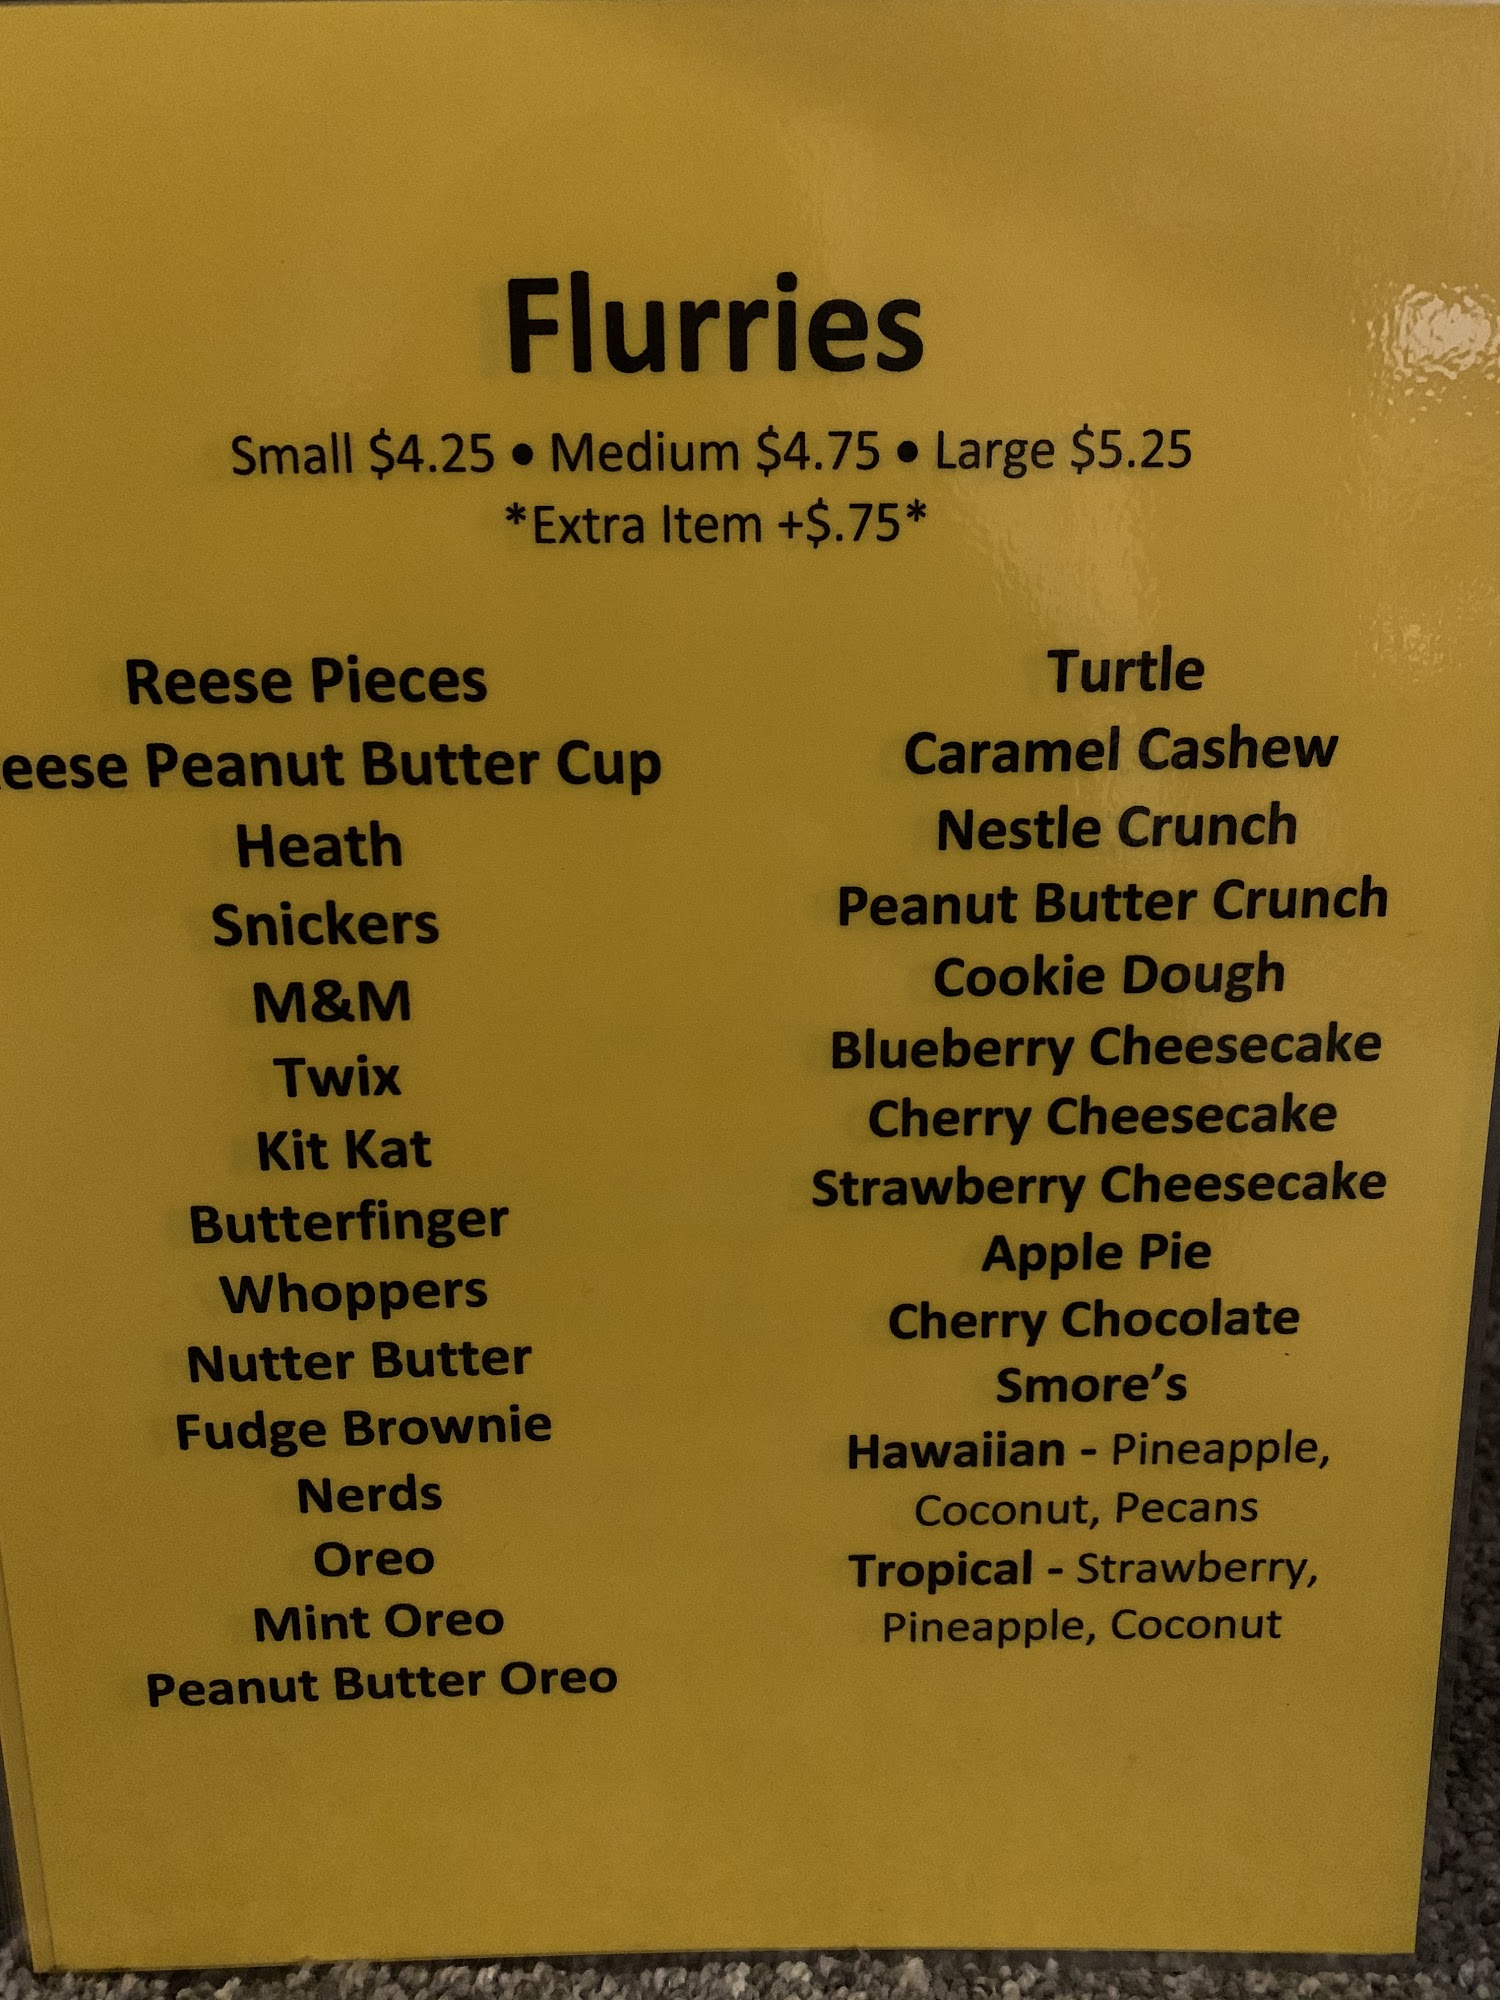 Flurries
Small $4.25 • Medium $4.75 • Large $5.25
*Extra Item +$.75*
Reese Pieces
eese Peanut Butter Cup
Heath
Snickers
M&M
Twix
Kit Kat
Butterfinger
Whoppers
Nutter Butter
Fudge Brownie
Nerds
Oreo
Mint Oreo
Peanut Butter Oreo
Turtle
Caramel Cashew
Nestle Crunch
Peanut Butter Crunch
Cookie Dough
Blueberry Cheesecake
Cherry Cheesecake
Strawberry Cheesecake
Apple Pie
Cherry Chocolate
Smore’s
Hawaiian - Pineapple,
Coconut, Pecans
Tropical - Strawberry,
Pineapple, Coconut